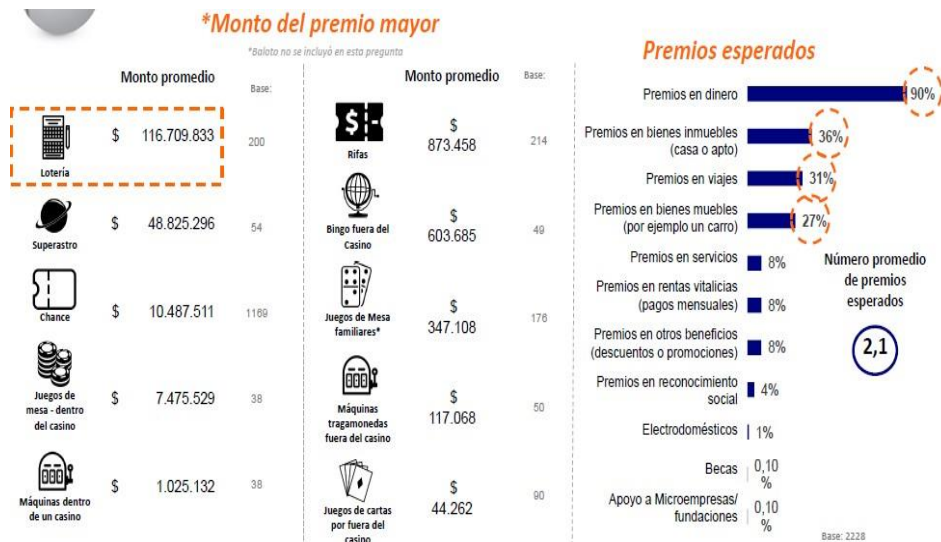 *Monto del premio mayor
*Baloto no se incluyó en esta pregunta
Monto promedio
Base:
Lotería
$ 116.709.833
200
Superastro
$ 48.825.296
54
Chance
$ 10.487.511
1169
Juegos de
mesa - dentro
del casino
$ 7.475.529
38
Máquinas dentro
de un casino
$ 1.025.132
38
Monto promedio
Base:
Rifas
$
873.458
214
Bingo fuera del
Casino
$
603.685
49
Juegos de Mesa
familiares*
$
347.108
176
Máquinas
tragamonedas
fuera del casino
$
117.068
50
Juegos de cartas
por fuera del
casino
$
44.262
90
Premios esperados
Premios en dinero
90%
Premios en bienes inmuebles
(casa o apto)
36%
Premios en viajes
31%
Premios en bienes muebles
(por ejemplo un carro)
27%
Premios en servicios
8%
Premios en rentas vitalicias
(pagos mensuales)
8%
Premios en otros beneficios
(descuentos o promociones)
8%
Premios en reconocimiento
social
4%
Electrodomésticos
1%
Becas
0,10
%
Apoyo a Microempresas/
fundaciones
0,10
%
Número promedio
de premios
esperados
2,1
Base: 2228